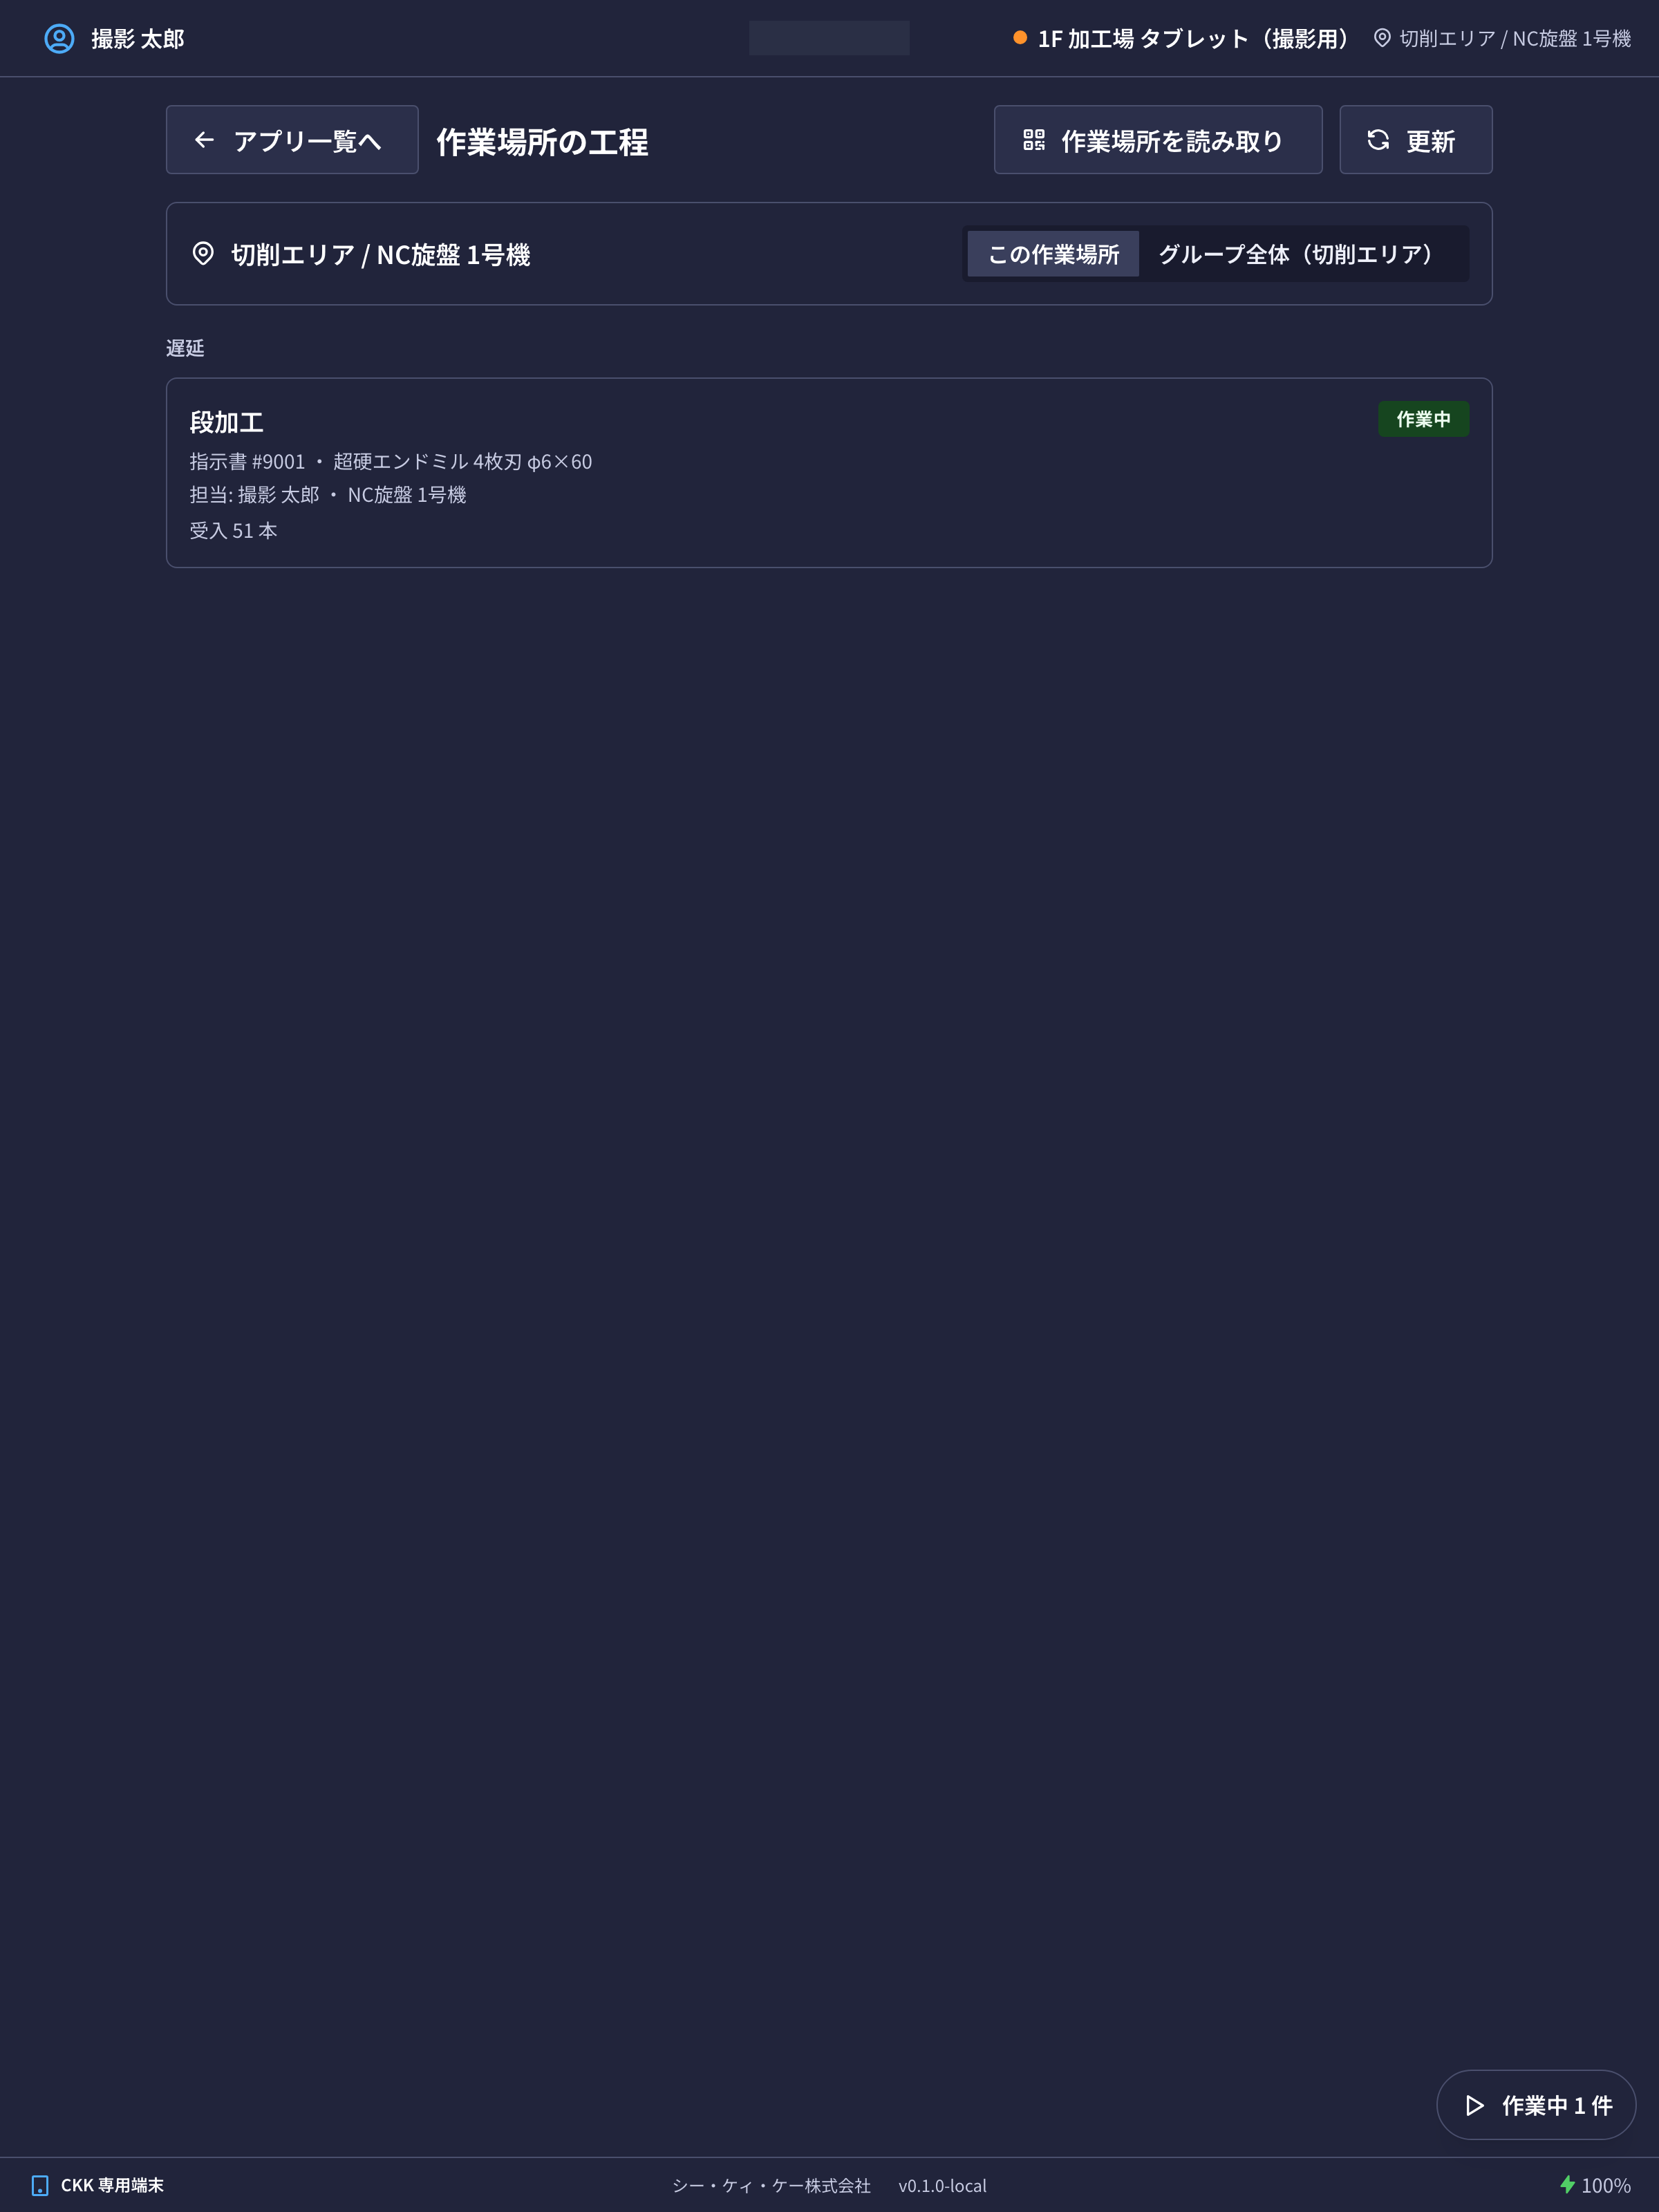 撮影 太郎
1F 加工場 タブレット（撮影用）
切削エリア / NC旋盤 1号機
アプリ一覧へ
作業場所の工程
作業場所を読み取り
更新
切削エリア / NC旋盤 1号機
この作業場所
グループ全体（切削エリア）
遅延
段加工
作業中
指示書 #9001 ・ 超硬エンドミル 4枚刃 φ6×60
担当: 撮影 太郎 ・ NC旋盤 1号機
受入 51 本
作業中 1 件
CKK 専用端末
シー・ケィ・ケー株式会社
v0.1.0-local
100%